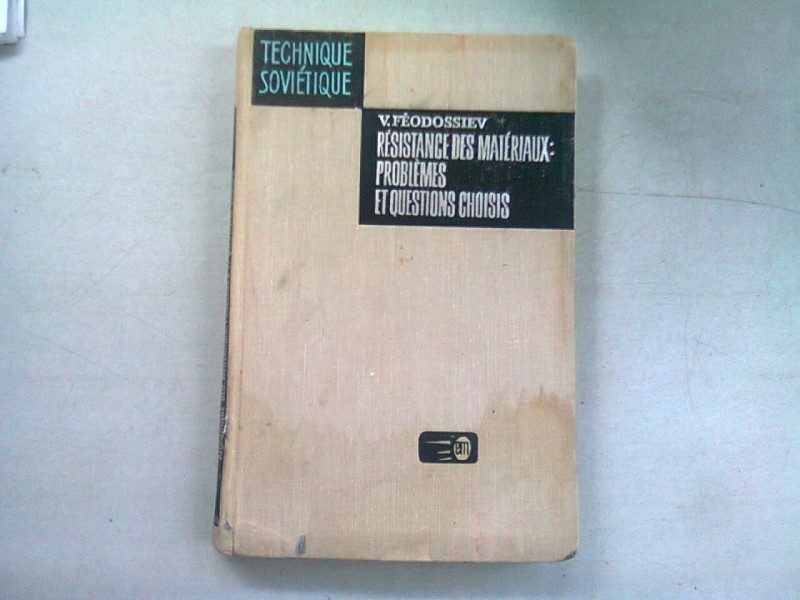 TECHNIQUE
SOVIÉTIQUE
V. FÉODOSSIEV
RÉSISTANCE DES MATÉRIAUX:
PROBLÈMES
ET QUESTIONS CHOISIS